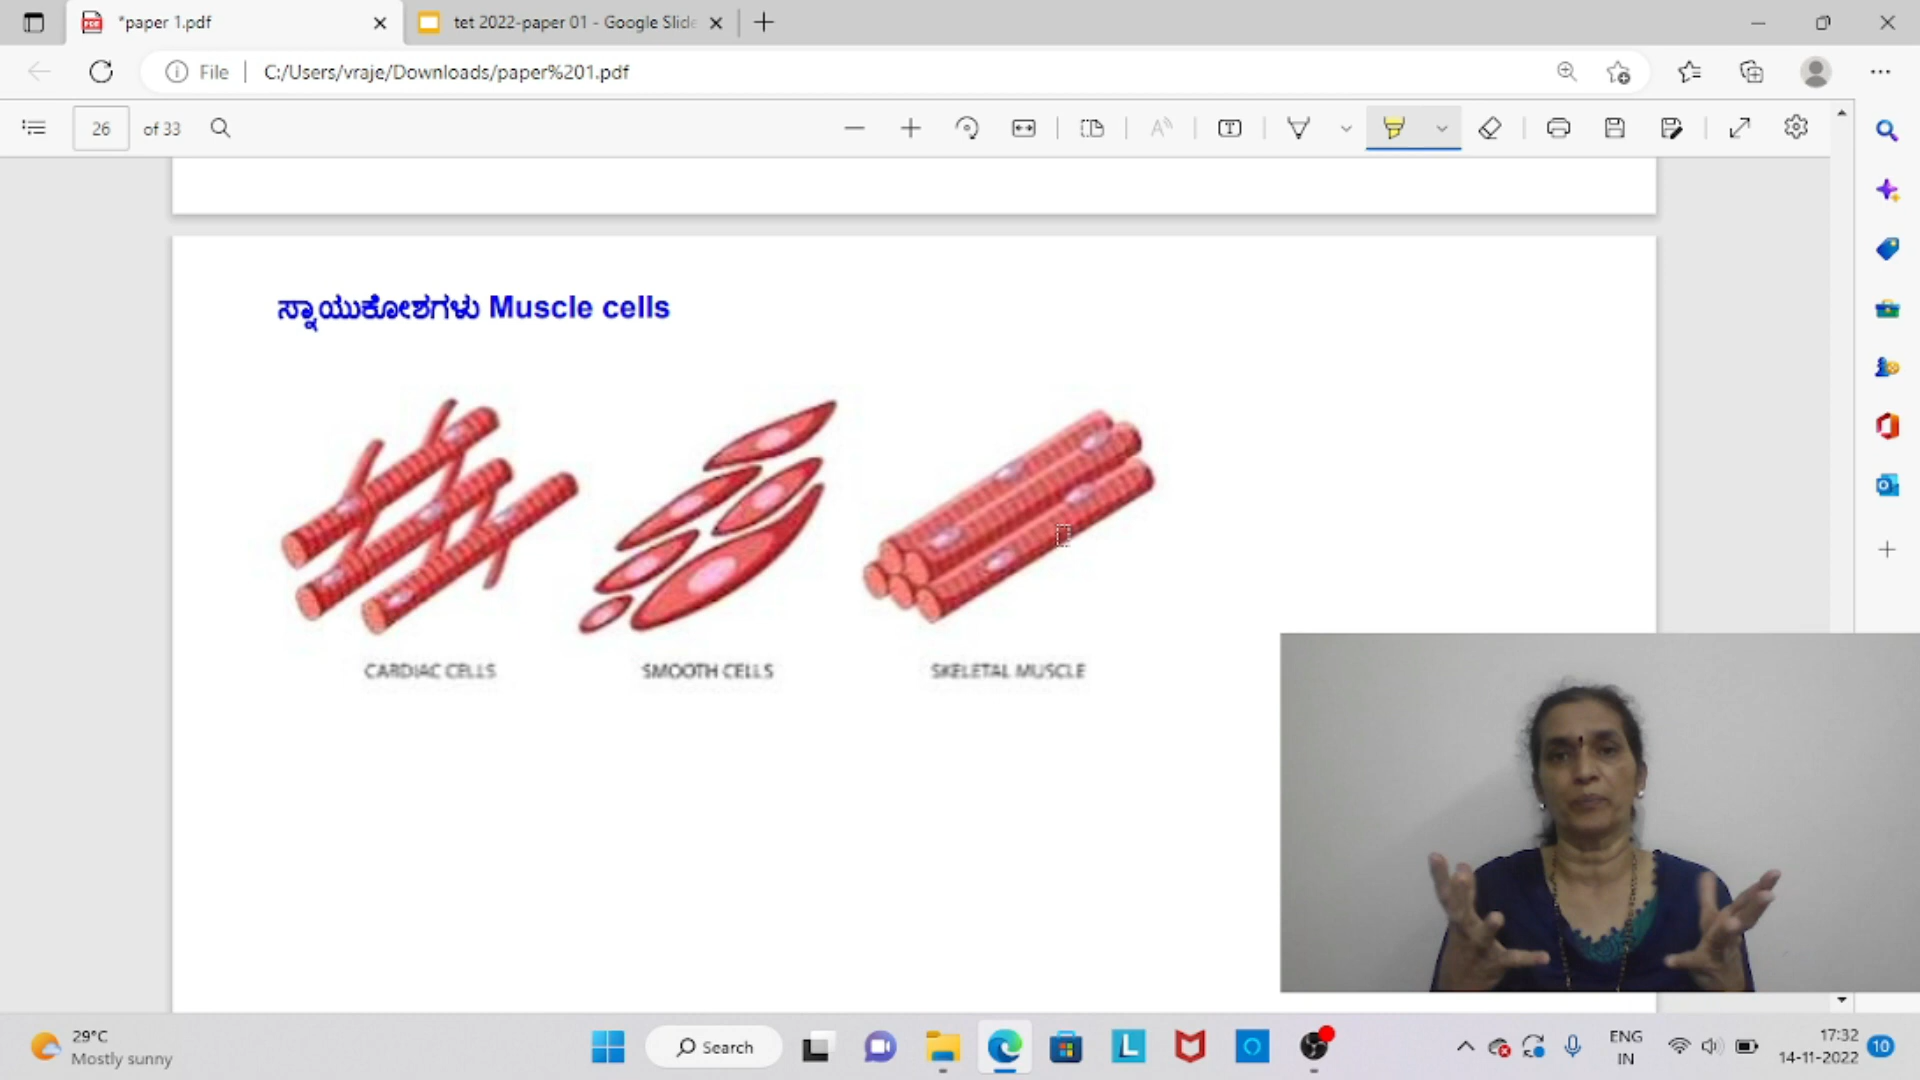 *paper 1.pdf
tet 2022-paper 01 - Google Slide
File
C:/Users/vraje/Downloads/paper%201.pdf
26 of 33
ಸ್ನಾಯುಕೋಶಗಳು Muscle cells
CARDIAC CELLS
SMOOTH CELLS
SKELETAL MUSCLE
29°C
Mostly sunny
Search
ENG
IN
17:32
14-11-2022
10